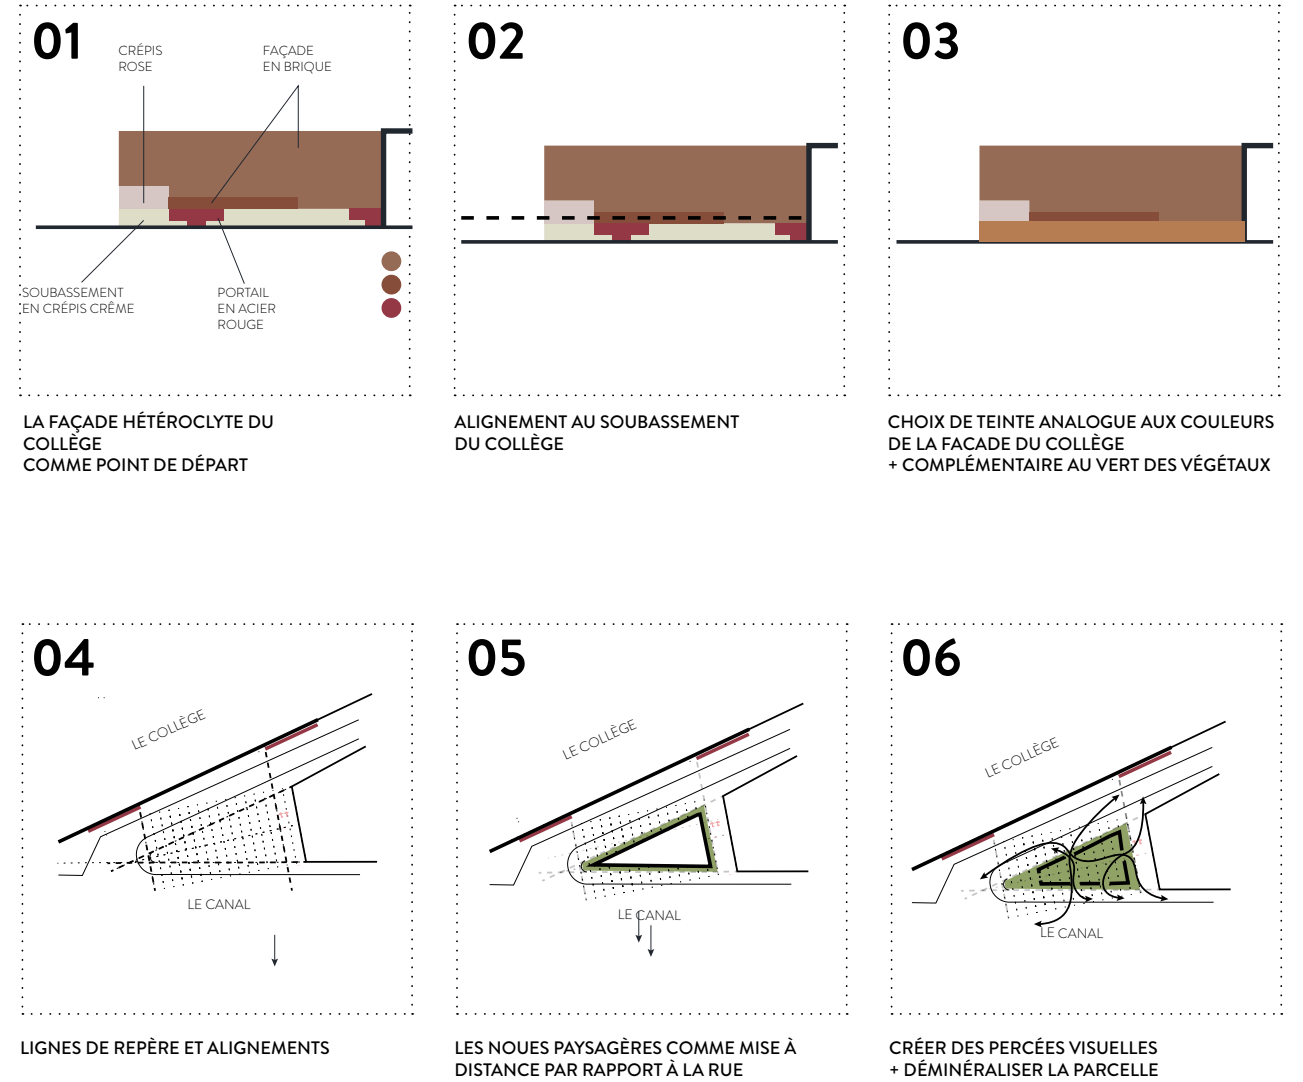 01
CRÉPIS
ROSE
FAÇADE
EN BRIQUE
SOUBASSEMENT
EN CRÉPIS CRÊME
PORTAIL
EN ACIER
ROUGE
LA FAÇADE HÉTÉROCLYTE DU
COLLÈGE
COMME POINT DE DÉPART
02
ALIGNEMENT AU SOUBASSEMENT
DU COLLÈGE
03
CHOIX DE TEINTE ANALOGUE AUX COULEURS
DE LA FACADE DU COLLÈGE
+ COMPLÉMENTAIRE AU VERT DES VÉGÉTAUX
04
LE COLLÈGE
LE CANAL
LIGNES DE REPÈRE ET ALIGNEMENTS
05
LE COLLÈGE
LE CANAL
LES NOUES PAYSAGÈRES COMME MISE À
DISTANCE PAR RAPPORT À LA RUE
06
LE COLLÈGE
LE CANAL
CRÉER DES PERCÉES VISUELLES
+ DÉMINÉRALISER LA PARCELLE